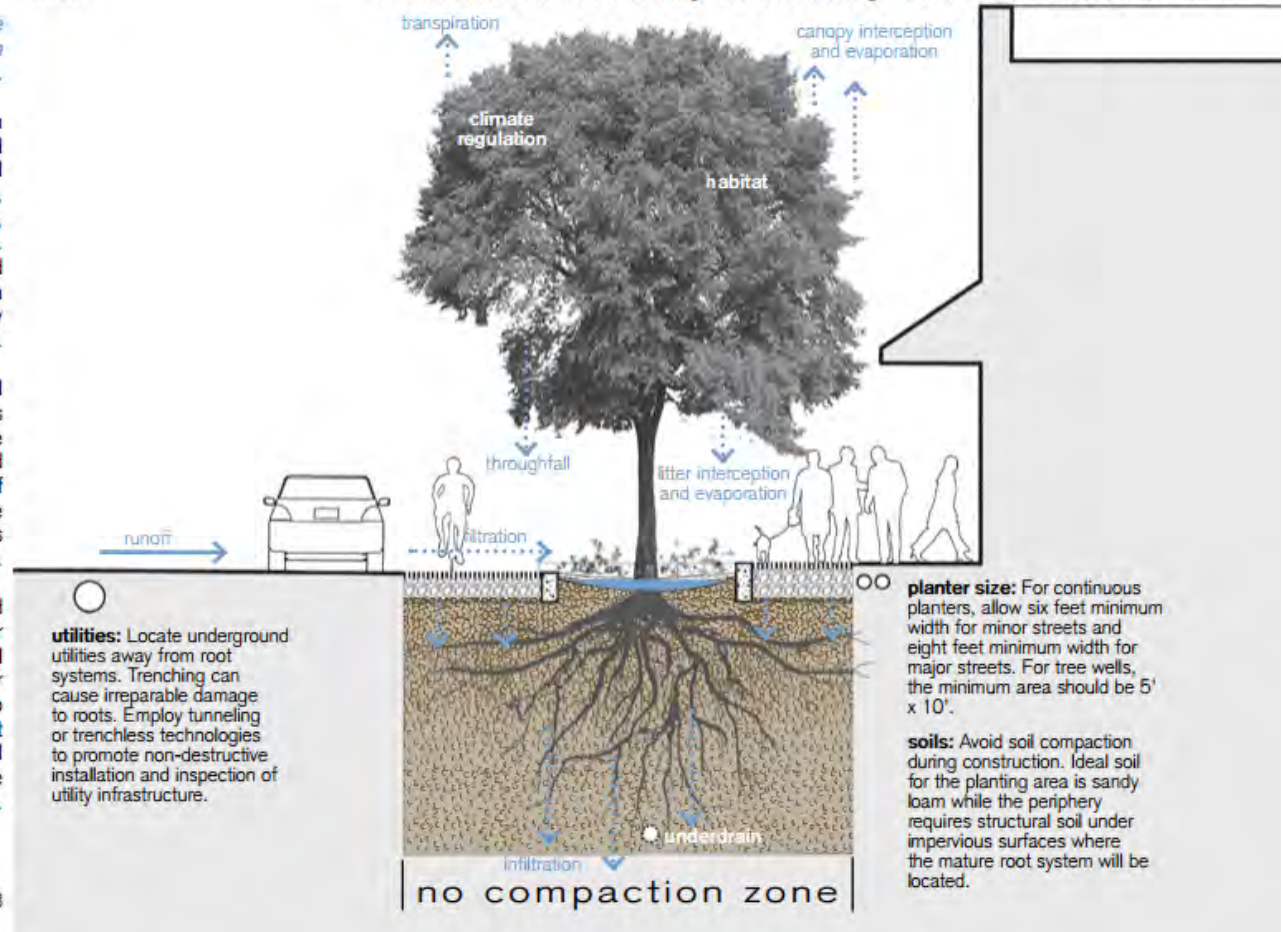 transpiration
canopy interception
and evaporation
climate
regulation
habitat
throughfall
litter interception
and evaporation
runoff
filtration
utilities: Locate underground
utilities away from root
systems. Trenching can
cause irreparable damage
to roots. Employ tunneling
or trenchless technologies
to promote non-destructive
installation and inspection of
utility infrastructure.
planter size: For continuous
planters, allow six feet minimum
width for minor streets and
eight feet minimum width for
major streets. For tree wells,
the minimum area should be 5'
x 10'.
soils: Avoid soil compaction
during construction. Ideal soil
for the planting area is sandy
loam while the periphery
requires structural soil under
impervious surfaces where
the mature root system will be
located.
underdrain
infiltration
no compaction zone